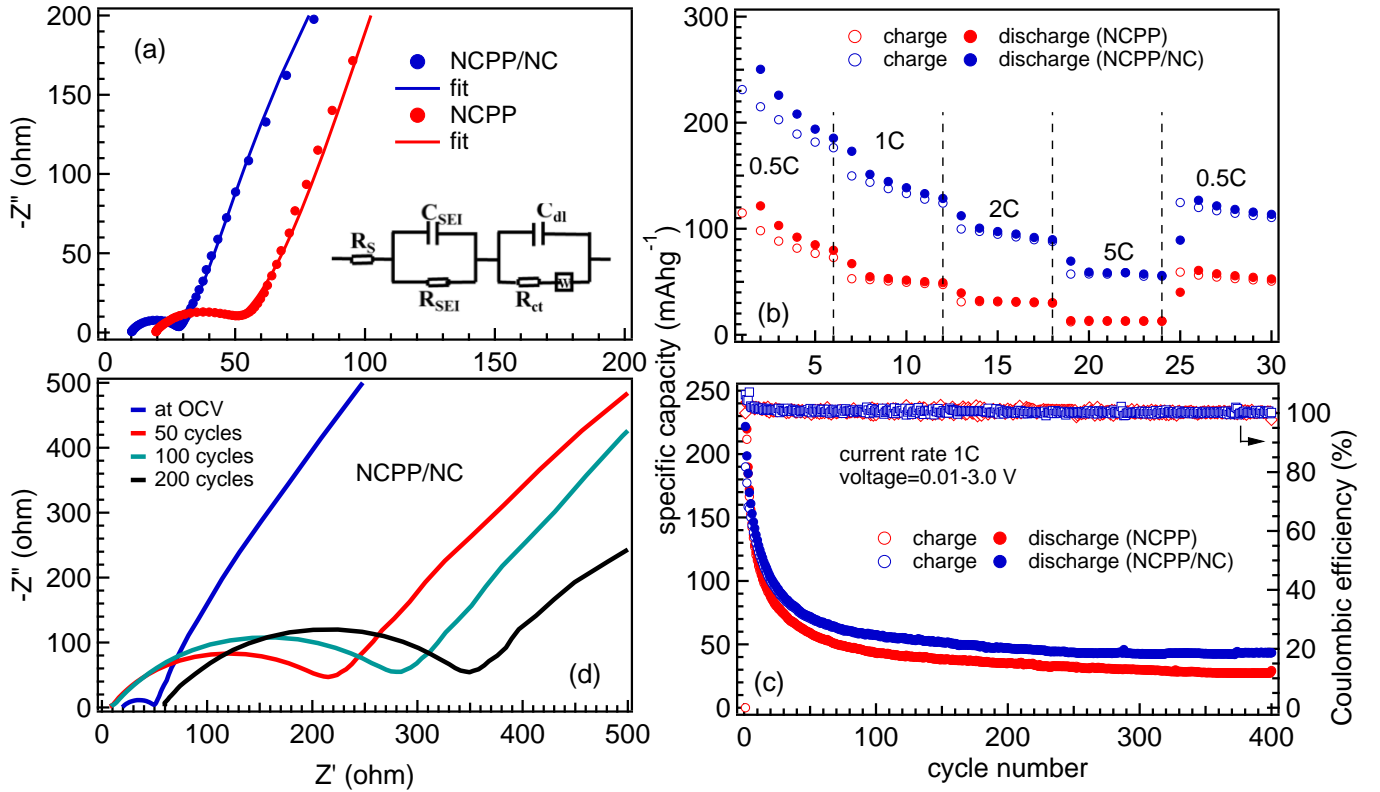 (a)
NCPP/NC
fit
NCPP
fit
C_SEI
C_dl
R_S
R_SEI
R_ct
W
-Z" (ohm)
200
150
100
50
0
0
50
100
150
200
(b)
charge
discharge (NCPP)
charge
discharge (NCPP/NC)
0.5C
1C
2C
5C
0.5C
300
200
100
0
5
10
15
20
25
30
specific capacity (mAhg^-1)
(d)
at OCV
50 cycles
100 cycles
200 cycles
NCPP/NC
-Z" (ohm)
500
400
300
200
100
0
0
100
200
300
400
500
Z' (ohm)
(c)
current rate 1C
voltage=0.01-3.0 V
charge
discharge (NCPP)
charge
discharge (NCPP/NC)
250
200
150
100
50
0
0
100
200
300
400
cycle number
100
80
60
40
20
0
Coulombic efficiency (%)